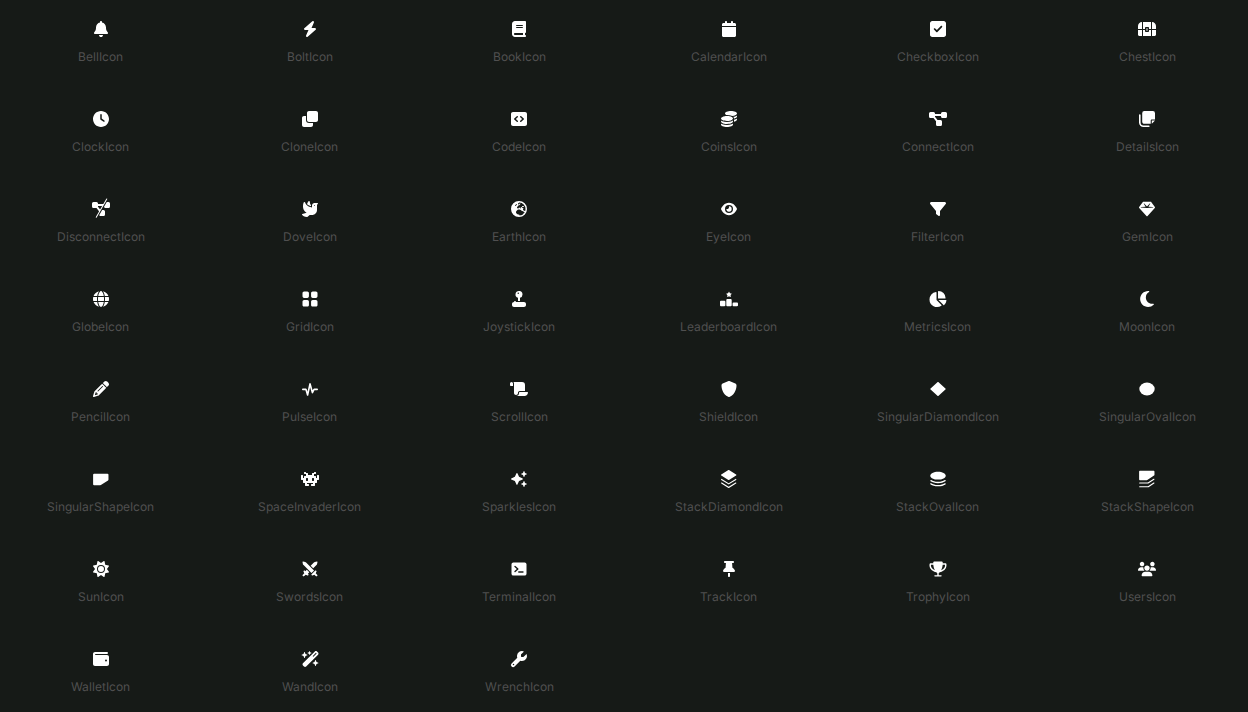 BellIcon BoltIcon BookIcon CalendarIcon CheckboxIcon ChestIcon
ClockIcon CloneIcon CodeIcon CoinsIcon ConnectIcon DetailsIcon
DisconnectIcon DoveIcon EarthIcon EyeIcon FilterIcon GemIcon
GlobeIcon GridIcon JoystickIcon LeaderboardIcon MetricsIcon MoonIcon
PencilIcon PulseIcon ScrollIcon ShieldIcon SingularDiamondIcon SingularOvalIcon
SingularShapeIcon SpaceInvaderIcon SparklesIcon StackDiamondIcon StackOvalIcon StackShapeIcon
SunIcon SwordsIcon TerminalIcon TrackIcon TrophyIcon UsersIcon
WalletIcon WandIcon WrenchIcon